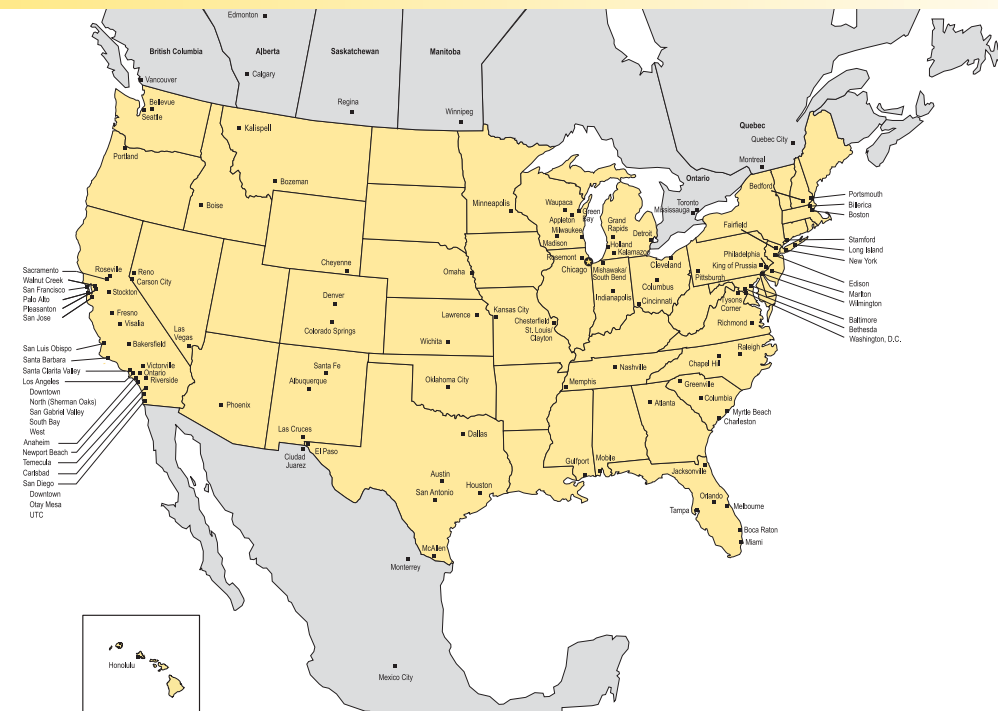 Edmonton
British Columbia
Alberta
Saskatchewan
Manitoba
Vancouver
Calgary
Regina
Winnipeg
Quebec
Quebec City
Montreal
Ontario
Toronto
Mississauga
Bellevue
Seattle
Portland
Kalispell
Bozeman
Boise
Cheyenne
Denver
Colorado Springs
Minneapolis
Waupaca
Appleton
Green
Bay
Milwaukee
Madison
Rosemont
Chicago
Grand
Rapids
Holland
Kalamazoo
Detroit
Mishawaka/
South Bend
Indianapolis
Cleveland
Columbus
Cincinnati
Pittsburgh
Bedford
Fairfield
Philadelphia
King of Prussia
Tysons
Corner
Richmond
Portsmouth
Billerica
Boston
Stamford
Long Island
New York
Edison
Marlton
Wilmington
Baltimore
Bethesda
Washington, D.C.
Omaha
Lawrence
Kansas City
Wichita
Chesterfield
St. Louis/
Clayton
Oklahoma City
Memphis
Nashville
Raleigh
Chapel Hill
Greenville
Columbia
Myrtle Beach
Charleston
Atlanta
Gulfport
Mobile
Jacksonville
Orlando
Melbourne
Tampa
Boca Raton
Miami
Dallas
Austin
San Antonio
Houston
McAllen
Santa Fe
Albuquerque
Las Cruces
El Paso
Ciudad
Juarez
Phoenix
Las
Vegas
Reno
Carson City
Roseville
Stockton
Fresno
Visalia
Bakersfield
Victorville
Ontario
Riverside
Sacramento
Walnut Creek
San Francisco
Palo Alto
Pleasanton
San Jose
San Luis Obispo
Santa Barbara
Santa Clarita Valley
Los Angeles
Downtown
North (Sherman Oaks)
San Gabriel Valley
South Bay
West
Anaheim
Newport Beach
Temecula
Carlsbad
San Diego
Downtown
Otay Mesa
UTC
Monterrey
Mexico City
Honolulu